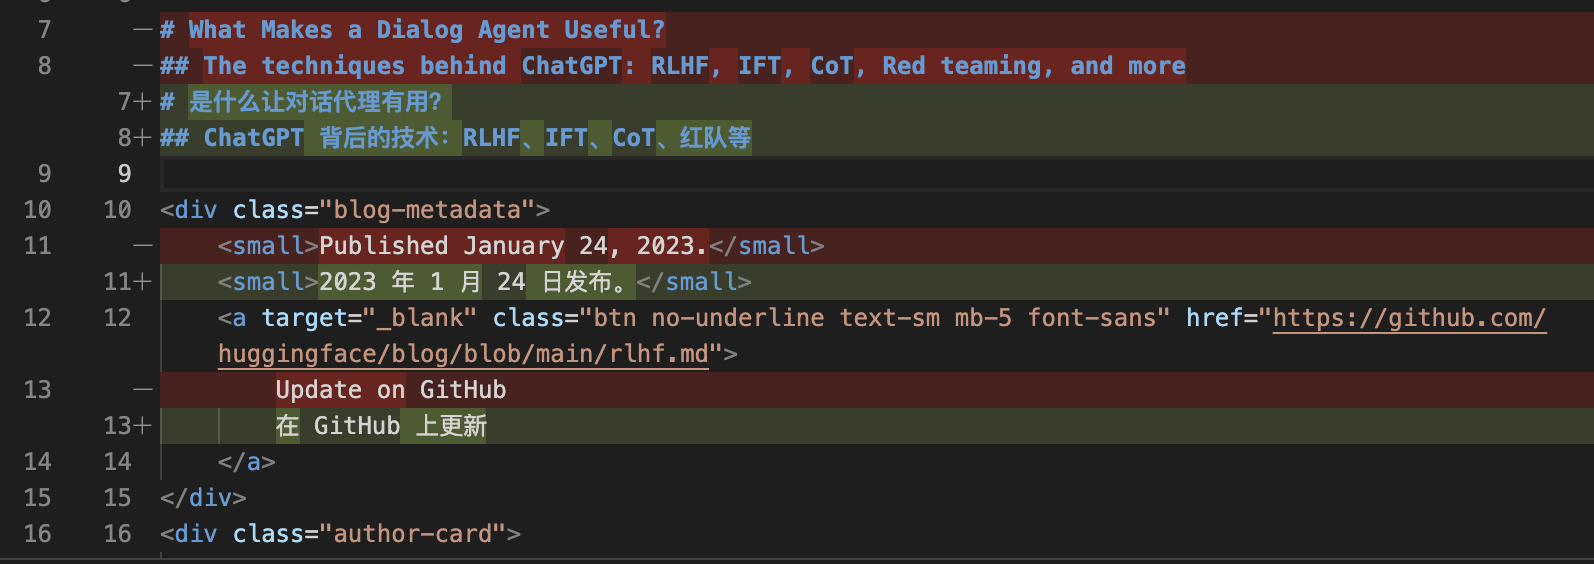 7 —# What Makes a Dialog Agent Useful?
8 —## The techniques behind ChatGPT: RLHF, IFT, CoT, Red teaming, and more
7+# 是什么让对话代理有用?
8+## ChatGPT 背后的技术：RLHF、IFT、CoT、红队等
9 9
10 10 <div class="blog-metadata">
11 — <small>Published January 24, 2023.</small>
11+ <small>2023 年 1 月 24 日发布。</small>
12 12 <a target="_blank" class="btn no-underline text-sm mb-5 font-sans" href="https://github.com/
huggingface/blog/blob/main/rlhf.md">
13 — Update on GitHub
13+ 在 GitHub 上更新
14 14 </a>
15 15 </div>
16 16 <div class="author-card">